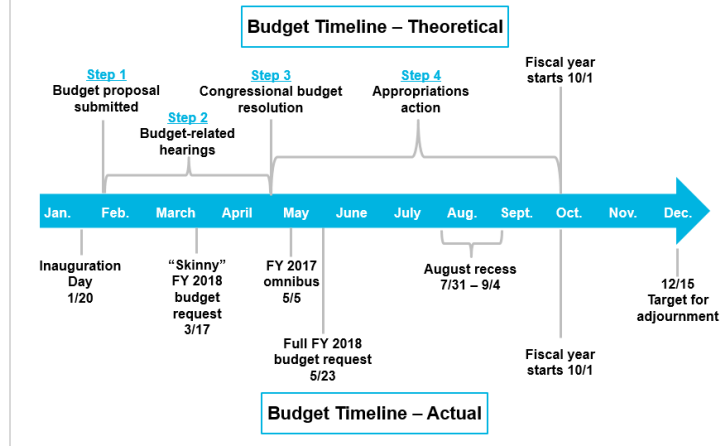 Budget Timeline – Theoretical
Step 1
Budget proposal
submitted
Step 2
Budget-related
hearings
Step 3
Congressional budget
resolution
Step 4
Appropriations
action
Fiscal year
starts 10/1
Jan. Feb. March April May June July Aug. Sept. Oct. Nov. Dec.
Inauguration
Day
1/20
“Skinny”
FY 2018
budget
request
3/17
FY 2017
omnibus
5/5
Full FY 2018
budget request
5/23
August recess
7/31 – 9/4
Fiscal year
starts 10/1
12/15
Target for
adjournment
Budget Timeline – Actual